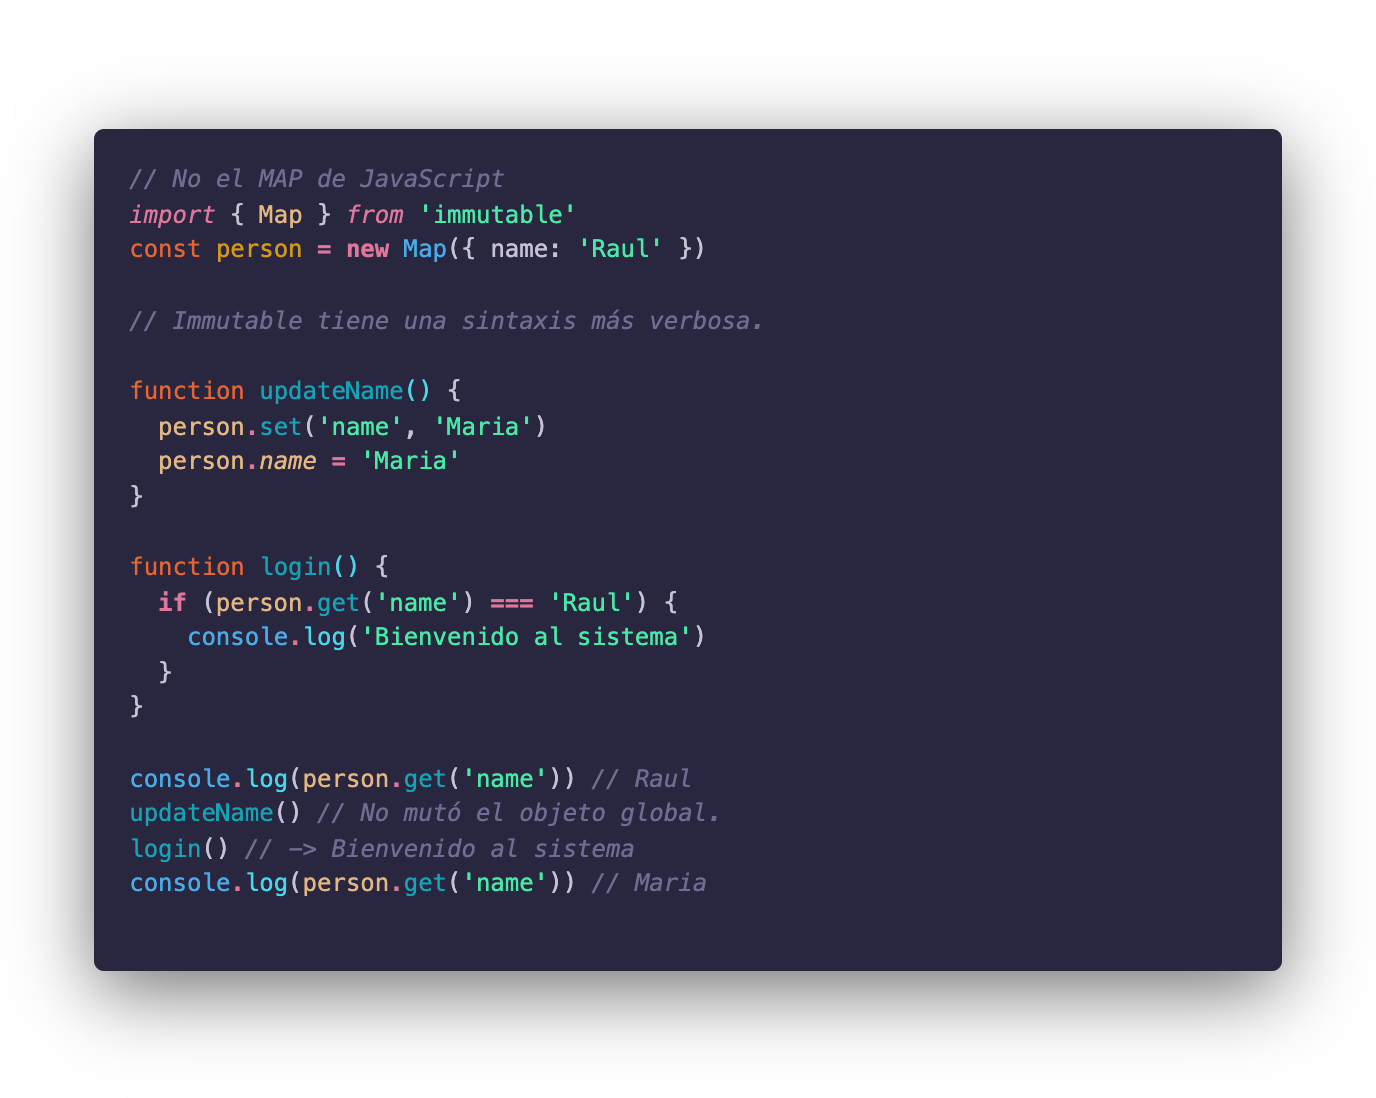 // No el MAP de JavaScript
import { Map } from 'immutable'
const person = new Map({ name: 'Raul' })
// Immutable tiene una sintaxis más verbosa.
function updateName() {
  person.set('name', 'Maria')
  person.name = 'Maria'
}
function login() {
  if (person.get('name') === 'Raul') {
    console.log('Bienvenido al sistema')
  }
}
console.log(person.get('name')) // Raul
updateName() // No mutó el objeto global.
login() // -> Bienvenido al sistema
console.log(person.get('name')) // Maria